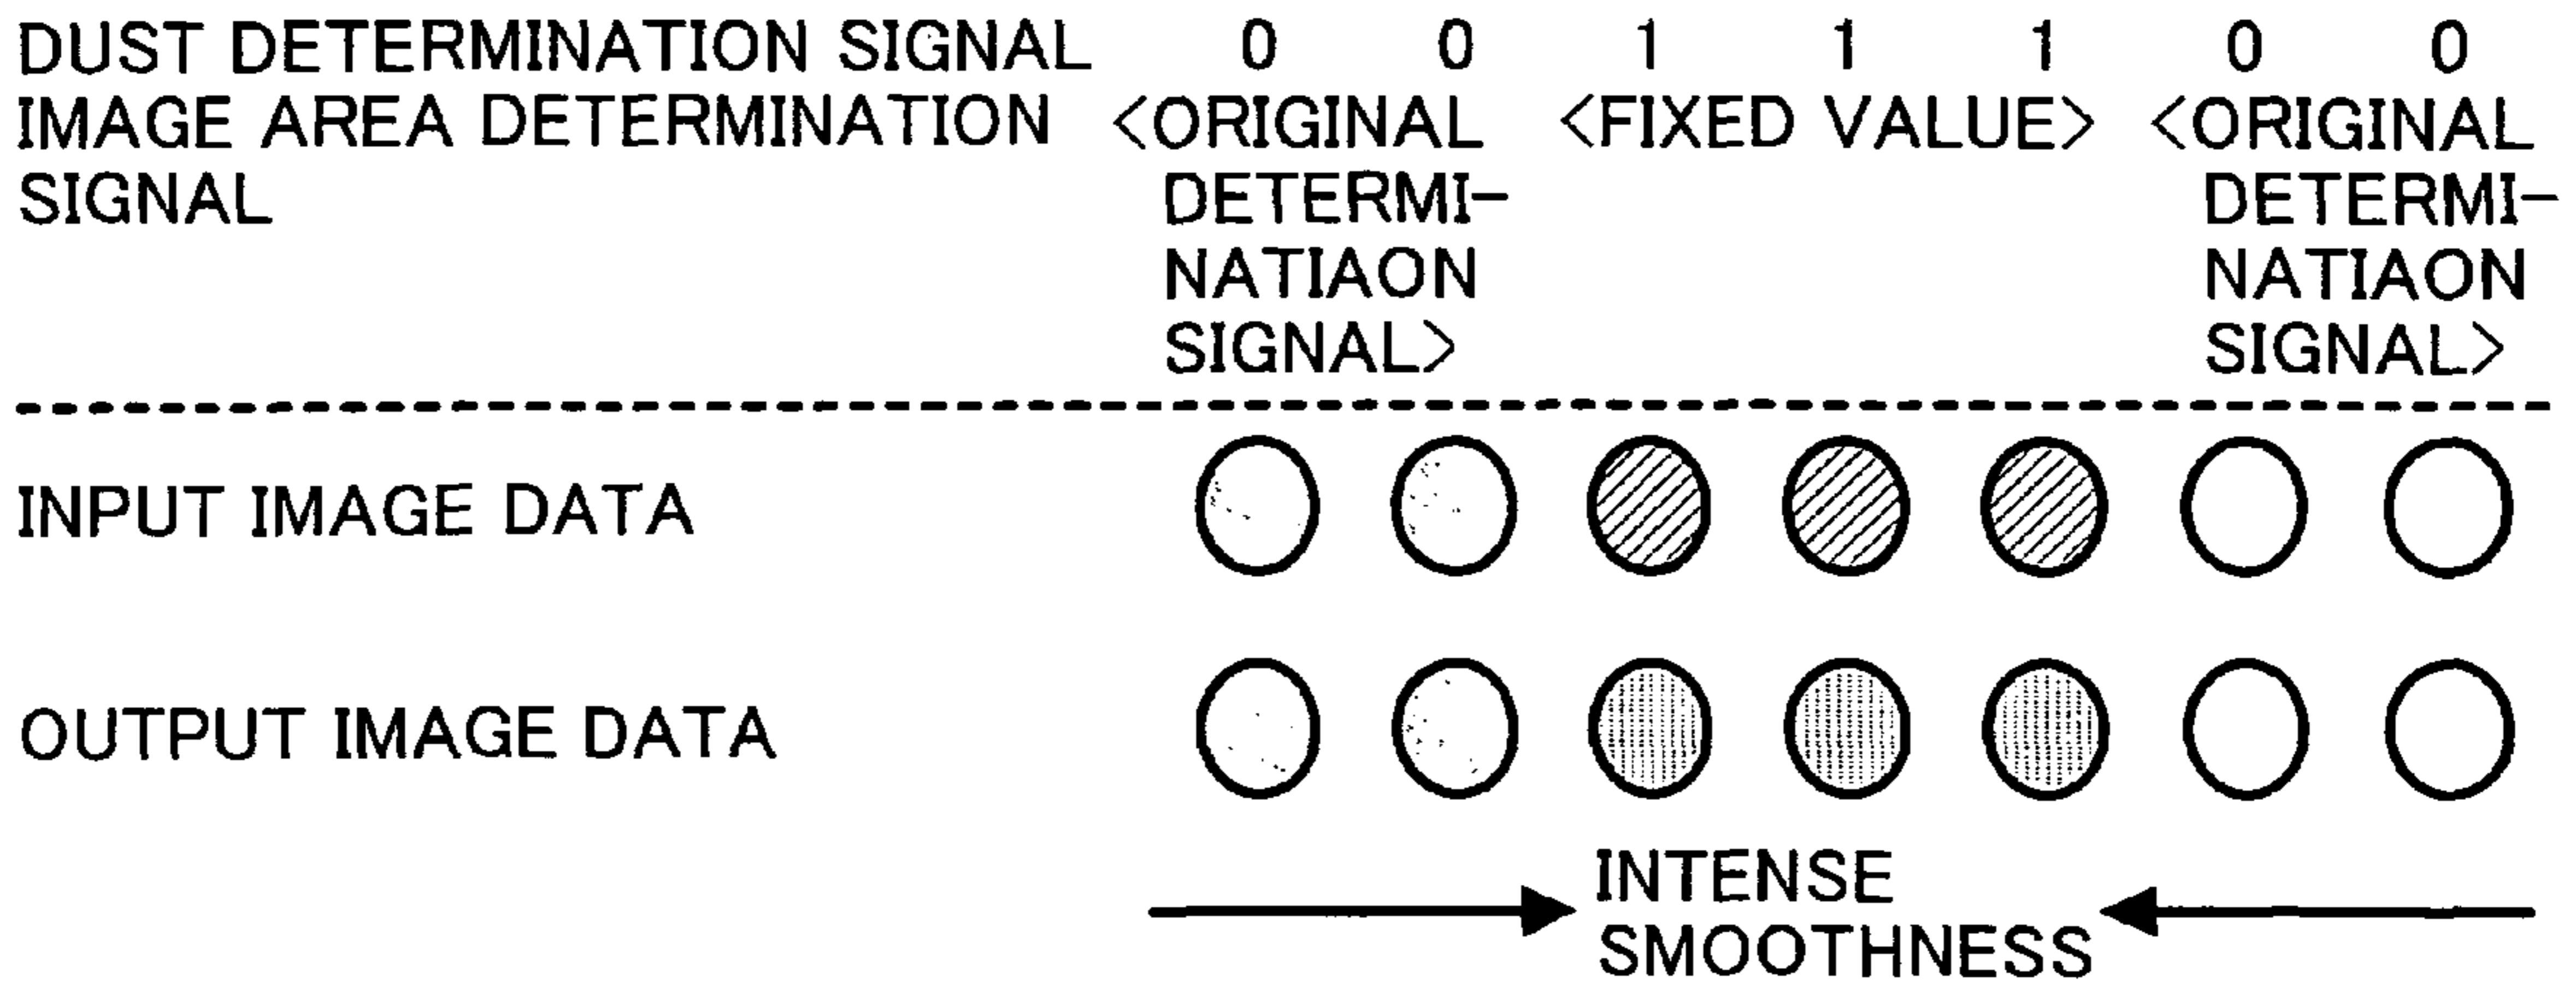 DUST DETERMINATION SIGNAL 0 0 1 1 1 0 0
IMAGE AREA DETERMINATION <ORIGINAL <FIXED VALUE> <ORIGINAL
SIGNAL DETERMI- DETERMI-
NATIAON NATIAON
SIGNAL> SIGNAL>
INPUT IMAGE DATA
OUTPUT IMAGE DATA
INTENSE
SMOOTHNESS